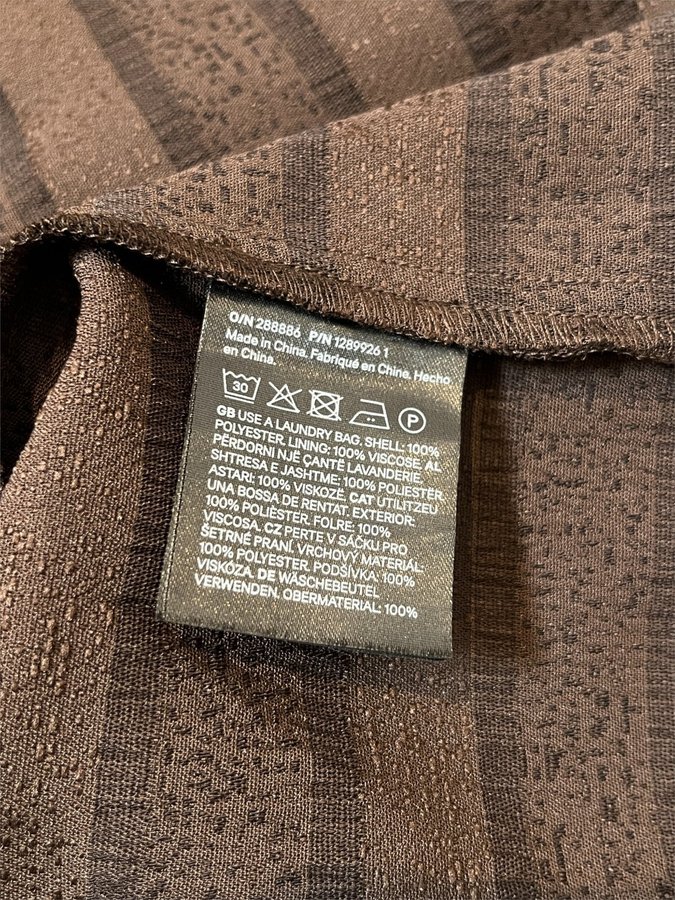 O/N 288886 P/N 1289926 1
Made in China. Fabriqué en Chine. Hecho
en China.
30 P
GB USE A LAUNDRY BAG. SHELL: 100%
POLYESTER. LINING: 100% VISCOSE. AL
PËRDORNI NJE ÇANTË LAVANDERIE.
SHTRESA E JASHTME: 100% POLIESTËR.
ASTARI: 100% VISKOZË. CAT UTILITZEU
UNA BOSSA DE RENTAT. EXTERIOR:
100% POLIÈSTER. FOLRE: 100%
VISCOSA. CZ PERTE V SÁČKU PRO
ŠETRNÉ PRANÍ. VRCHOVÝ MATERIÁL:
100% POLYESTER. PODŠÍVKA: 100%
VISKÓZA. DE WÄSCHEBEUTEL
VERWENDEN. OBERMATERIAL: 100%